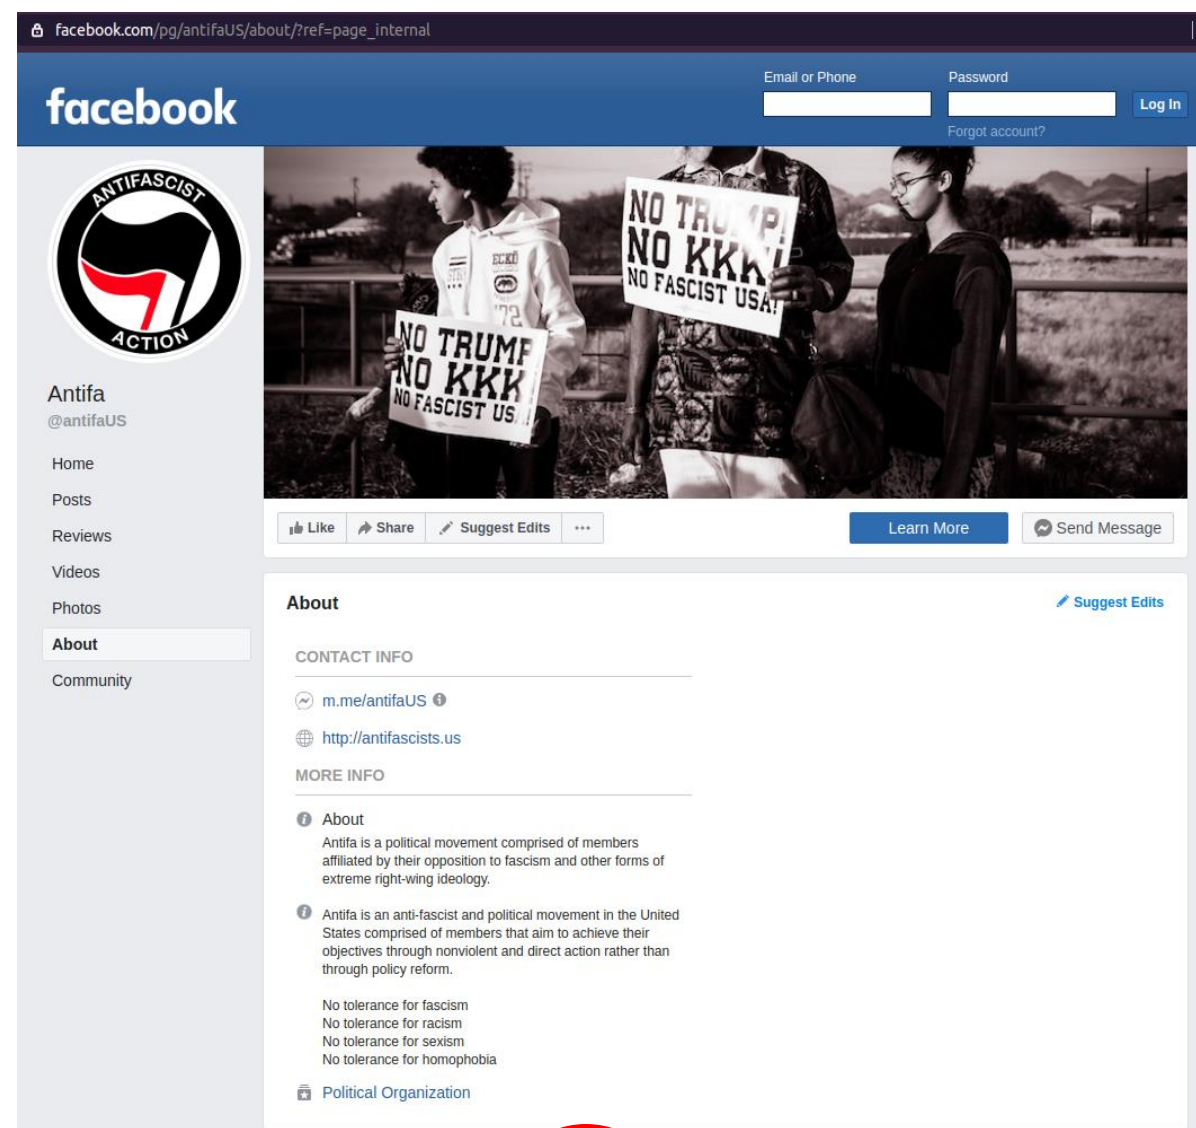 facebook.com/pg/antifaUS/about/?ref=page_internal
facebook
Email or Phone
Password
Log In
Forgot account?
ANTIFASCIST
ACTION
Antifa
@antifaUS
Home
Posts
Reviews
Videos
Photos
About
Community
ECKŌ
'72
NO TRUMP
NO KKK
NO FASCIST US
NO TRUMP!
NO KKK!
NO FASCIST USA!
Like
Share
Suggest Edits
Learn More
Send Message
About
Suggest Edits
CONTACT INFO
m.me/antifaUS
http://antifascists.us
MORE INFO
About
Antifa is a political movement comprised of members
affiliated by their opposition to fascism and other forms of
extreme right-wing ideology.
Antifa is an anti-fascist and political movement in the United
States comprised of members that aim to achieve their
objectives through nonviolent and direct action rather than
through policy reform.
No tolerance for fascism
No tolerance for racism
No tolerance for sexism
No tolerance for homophobia
Political Organization